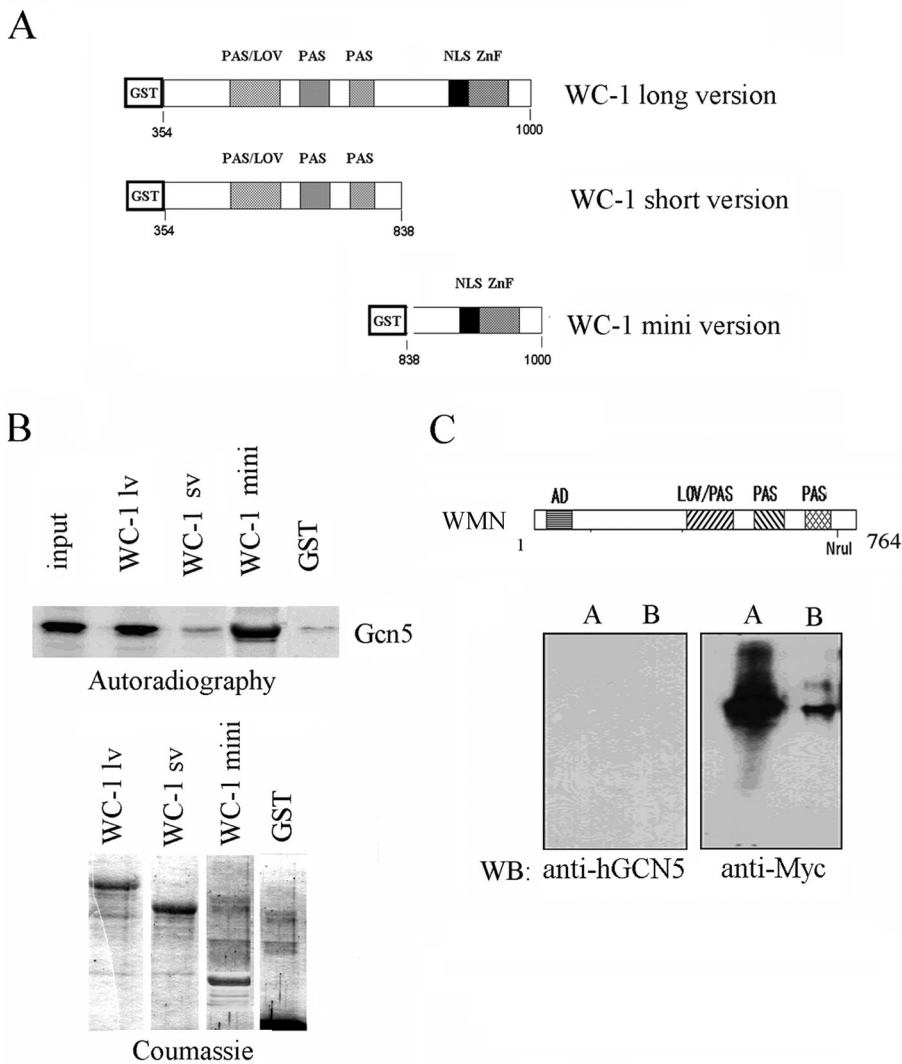 A
PAS/LOV PAS PAS NLS ZnF
GST
WC-1 long version
354 1000
PAS/LOV PAS PAS
GST
WC-1 short version
354 838
NLS ZnF
GST
WC-1 mini version
838 1000
B
input WC-1 lv WC-1 sv WC-1 mini GST
Gcn5
Autoradiography
WC-1 lv WC-1 sv WC-1 mini GST
Coumassie
C
AD LOV/PAS PAS PAS
WMN
1 NruI 764
A B A B
WB: anti-hGCN5 anti-Myc